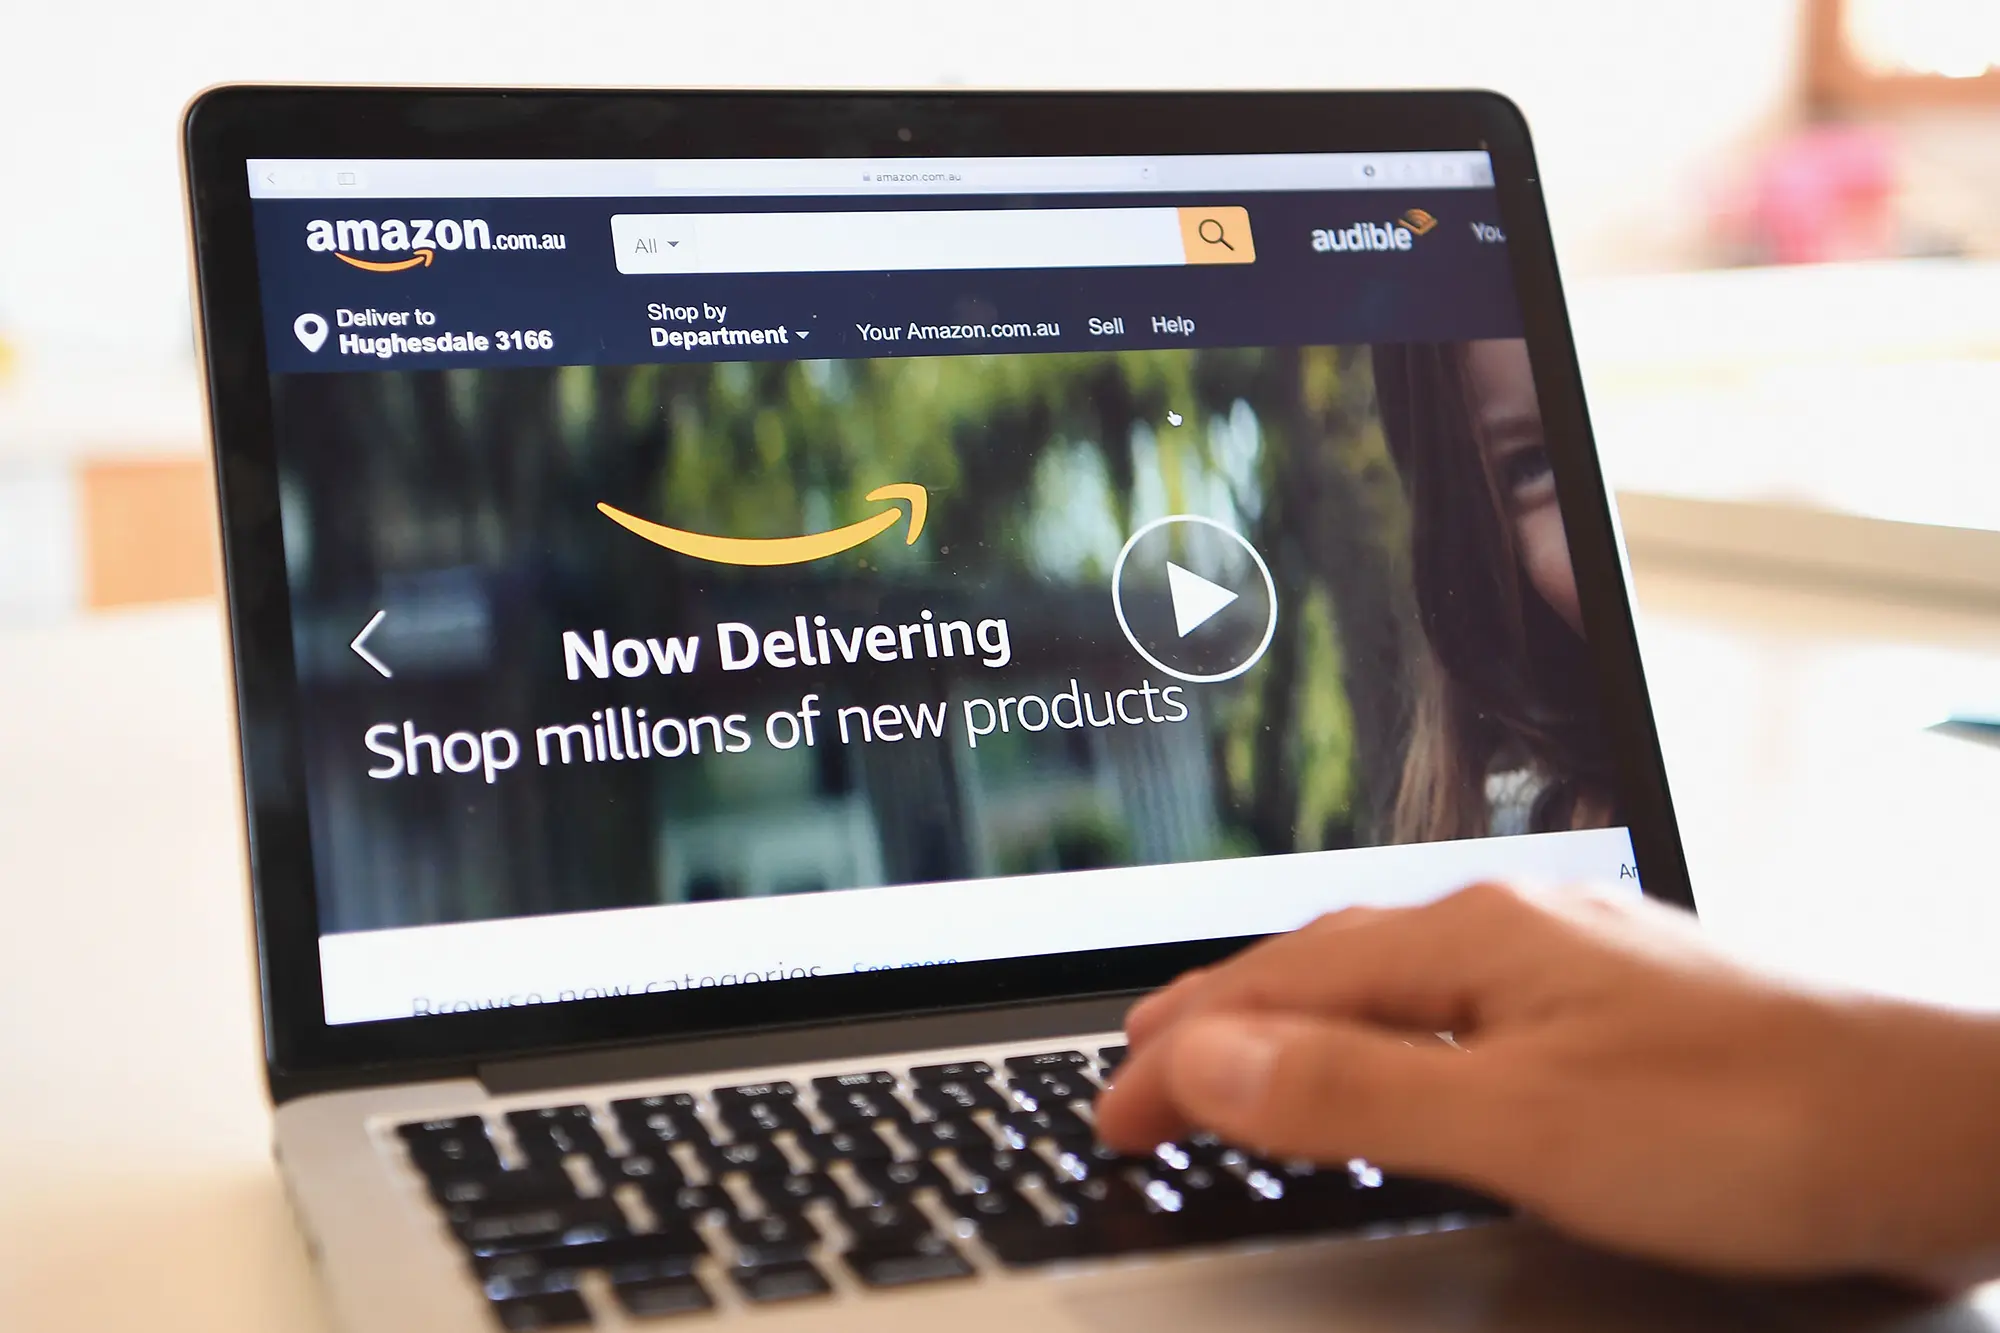 amazon.com.au
amazon.com.au
All
audible
You
Deliver to
Hughesdale 3166
Shop by
Department
Your Amazon.com.au
Sell
Help
Now Delivering
Shop millions of new products
Browse new categories
See more